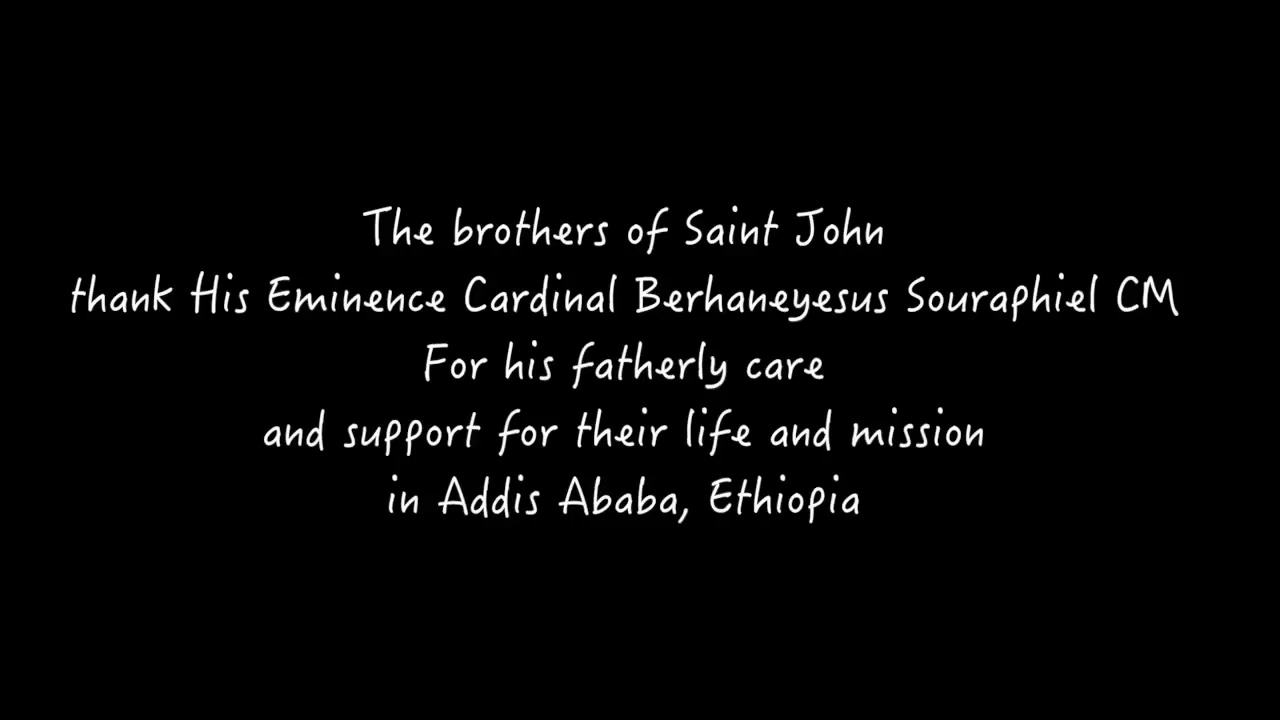 The brothers of Saint John
thank His Eminence Cardinal Berhaneyesus Souraphiel CM
For his fatherly care
and support for their life and mission
in Addis Ababa, Ethiopia